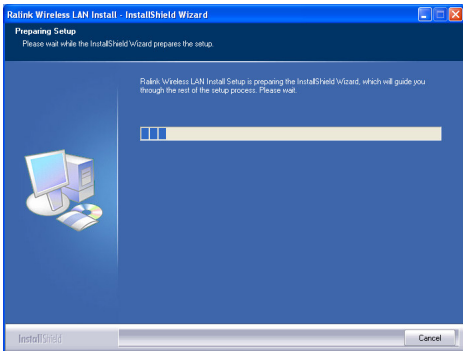 Ralink Wireless LAN Install - InstallShield Wizard
Preparing Setup
Please wait while the InstallShield Wizard prepares the setup.
Ralink Wireless LAN Install Setup is preparing the InstallShield Wizard, which will guide you
through the rest of the setup process. Please wait.
InstallShield
Cancel